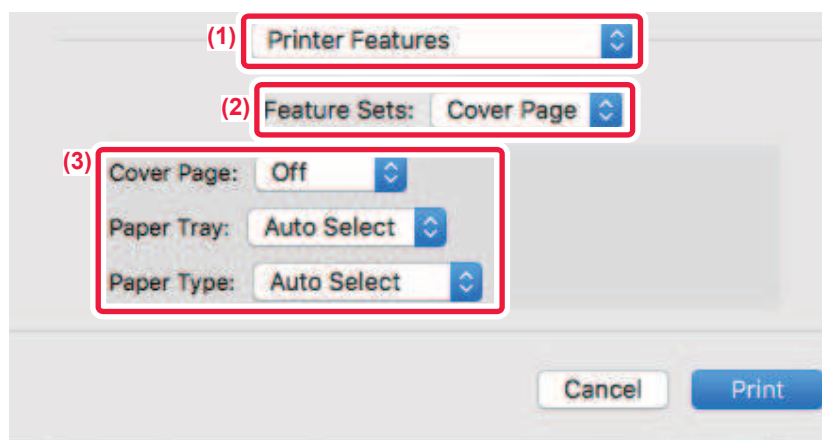 (1) Printer Features
(2) Feature Sets: Cover Page
(3) Cover Page: Off
Paper Tray: Auto Select
Paper Type: Auto Select
Cancel Print